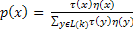 p(x) = τ(x)η(x) / ∑y∈L(k) τ(y)η(y)